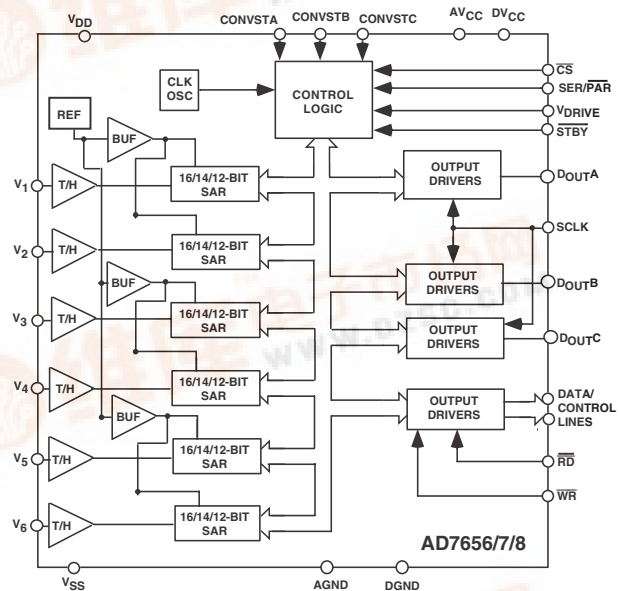 VDD
CONVSTA
CONVSTB
CONVSTC
AVCC
DVCC
CLK
OSC
CONTROL
LOGIC
CS
SER/PAR
VDRIVE
STBY
REF
BUF
V1
T/H
16/14/12-BIT
SAR
OUTPUT
DRIVERS
DOUTA
V2
T/H
16/14/12-BIT
SAR
SCLK
BUF
OUTPUT
DRIVERS
DOUTB
V3
T/H
16/14/12-BIT
SAR
OUTPUT
DRIVERS
DOUTC
V4
T/H
16/14/12-BIT
SAR
OUTPUT
DRIVERS
DATA/
CONTROL
LINES
BUF
V5
T/H
16/14/12-BIT
SAR
RD
WR
V6
T/H
16/14/12-BIT
SAR
AD7656/7/8
VSS
AGND
DGND